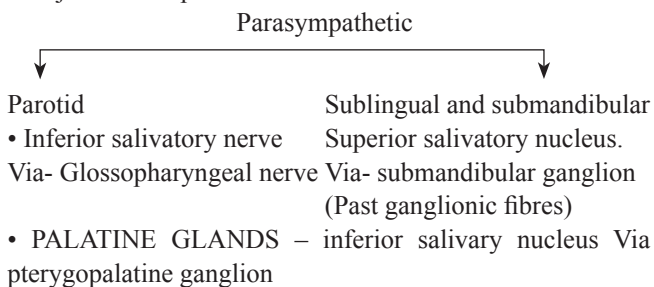 Parasympathetic
Parotid Sublingual and submandibular
• Inferior salivatory nerve Superior salivatory nucleus.
Via- Glossopharyngeal nerve Via- submandibular ganglion
(Past ganglionic fibres)
• PALATINE GLANDS – inferior salivary nucleus Via
pterygopalatine ganglion